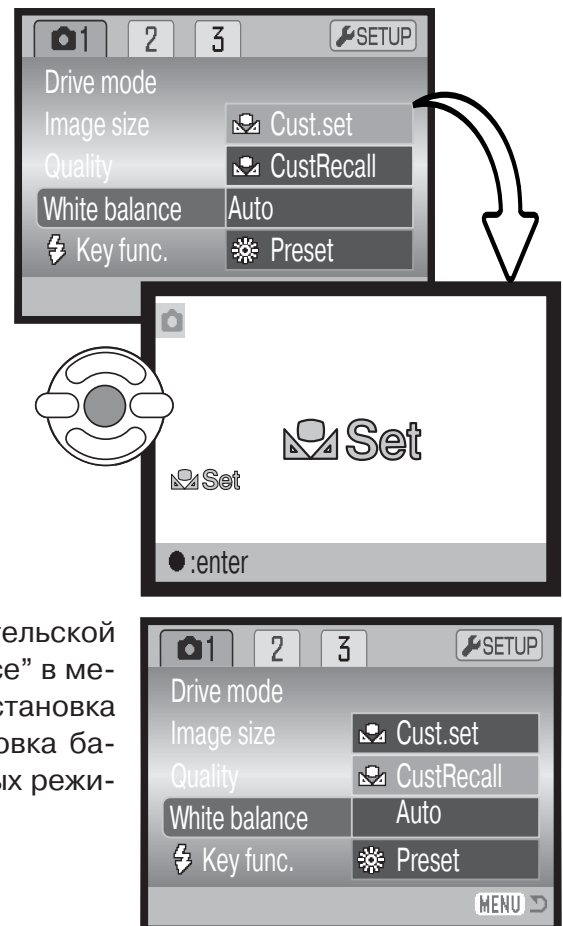 1 2 3 SETUP
Drive mode
Image size Cust.set
Quality CustRecall
White balance Auto
Key func. Preset
Set
Set
:enter
тельской
се” в ме-
становка
овка ба-
ых режи-
1 2 3 SETUP
Drive mode
Image size Cust.set
Quality CustRecall
White balance Auto
Key func. Preset
MENU